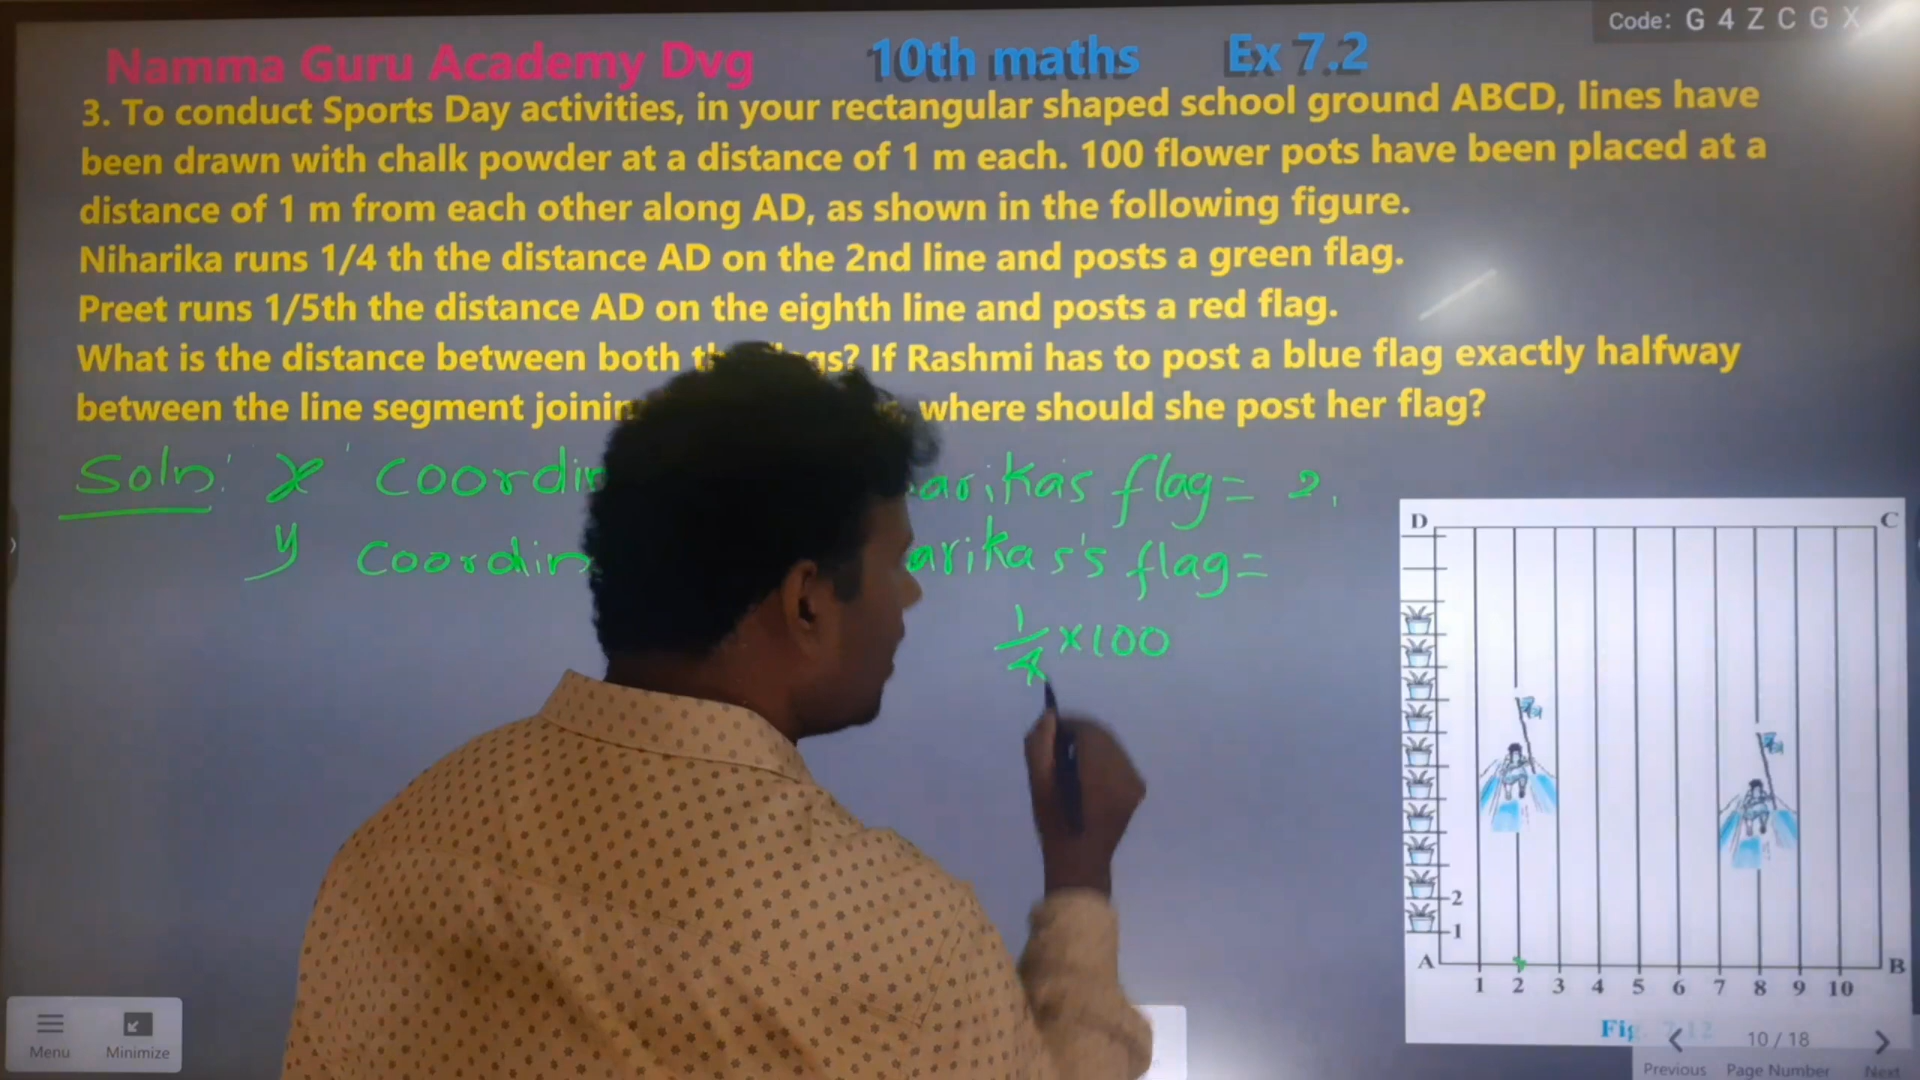 Code: G 4 Z C G X
Namma Guru Academy Dvg 10th maths Ex 7.2
3. To conduct Sports Day activities, in your rectangular shaped school ground ABCD, lines have
been drawn with chalk powder at a distance of 1 m each. 100 flower pots have been placed at a
distance of 1 m from each other along AD, as shown in the following figure.
Niharika runs 1/4 th the distance AD on the 2nd line and posts a green flag.
Preet runs 1/5th the distance AD on the eighth line and posts a red flag.
What is the distance between both If Rashmi has to post a blue flag exactly halfway
between the line segment where should she post her flag?
Soln: x flag= 2,
y flag=
1/4 ×100
D C
2
1
A B
1 2 3 4 5 6 7 8 9 10
10 / 18
Menu Minimize
Previous Page Number Next